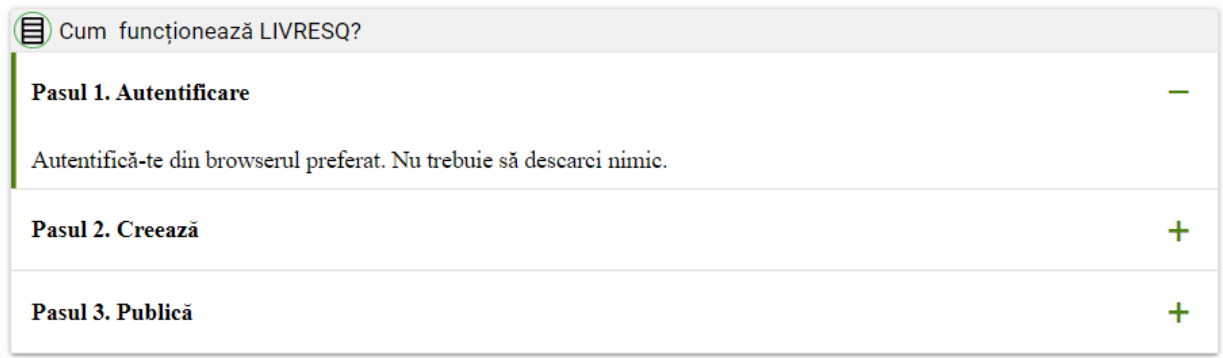 Cum funcționează LIVRESQ?
Pasul 1. Autentificare
Autentifică-te din browserul preferat. Nu trebuie să descarci nimic.
Pasul 2. Creează
Pasul 3. Publică